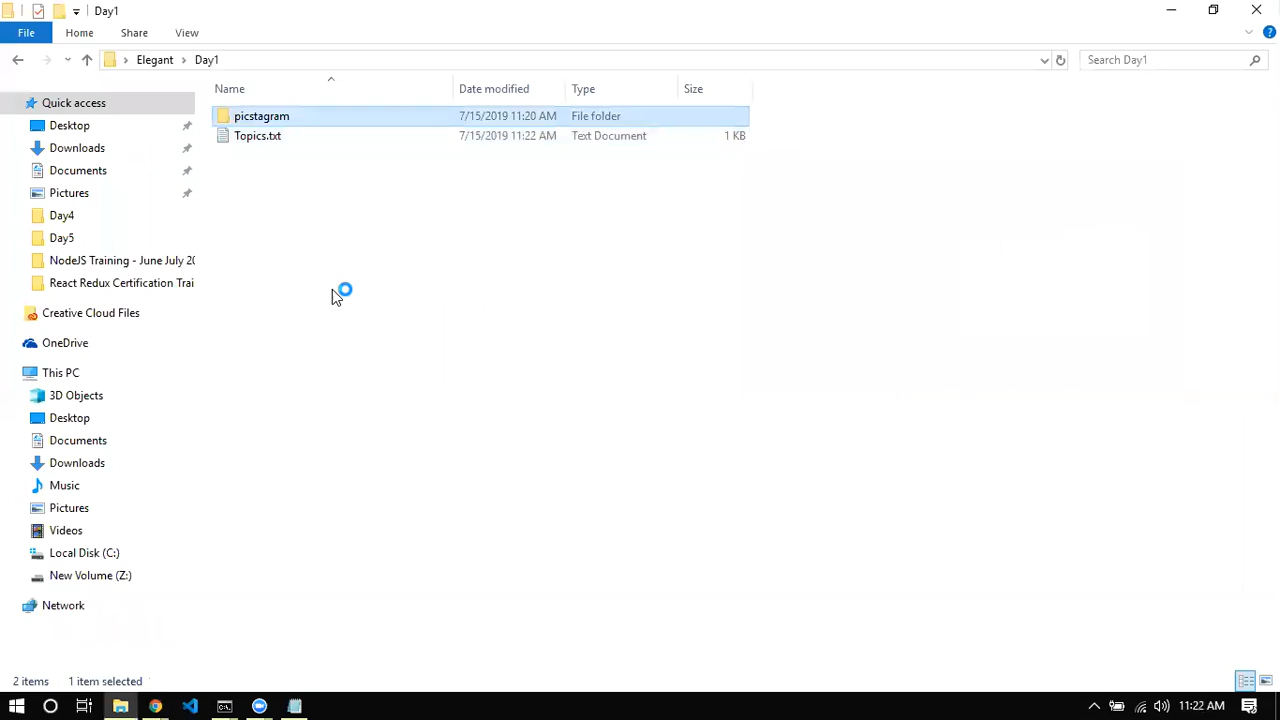 Day1
File Home Share View
Elegant Day1 Search Day1
Name Date modified Type Size
Quick access
picstagram 7/15/2019 11:20 AM File folder
Desktop
Topics.txt 7/15/2019 11:22 AM Text Document 1 KB
Downloads
Documents
Pictures
Day4
Day5
NodeJS Training - June July 20
React Redux Certification Trai
Creative Cloud Files
OneDrive
This PC
3D Objects
Desktop
Documents
Downloads
Music
Pictures
Videos
Local Disk (C:)
New Volume (Z:)
Network
2 items 1 item selected
11:22 AM